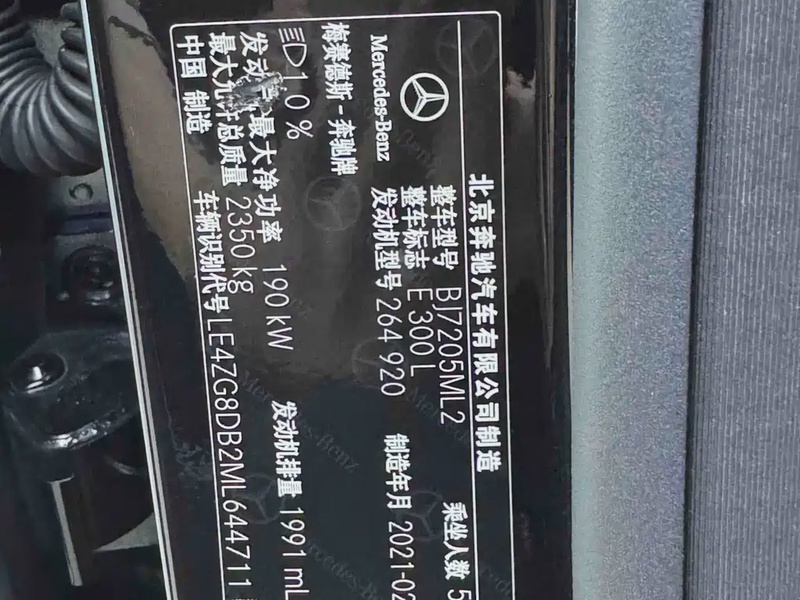 北京奔驰汽车有限公司制造
Mercedes-Benz
梅赛德斯-奔驰牌
整车型号 BJ7205ML2 乘坐人数 5
整车标志 E 300 L
发动机型号 264 920 制造年月 2021-02
10%
发动 最大净功率 190 kW 发动机排量 1991 mL
最大允许总质量 2350 kg
中国 制造 车辆识别代号 LE4ZG8DB2ML644711